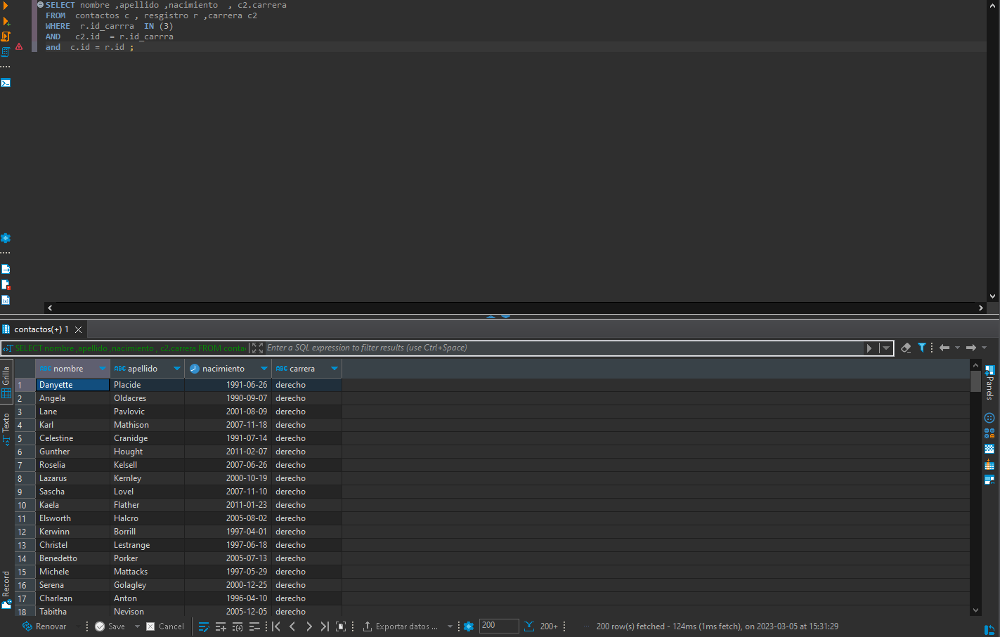 SELECT nombre ,apellido ,nacimiento  , c2.carrera
FROM  contactos c , resgistro r ,carrera c2
WHERE  r.id_carrra  IN (3)
AND   c2.id  = r.id_carrra
and  c.id = r.id ;
contactos(+) 1
SELECT nombre ,apellido ,nacimiento , c2.carrera FROM conta
Enter a SQL expression to filter results (use Ctrl+Space)
Grilla
Texto
Record
Panels
ABC nombre ABC apellido nacimiento ABC carrera
1 Danyette Placide 1991-06-26 derecho
2 Angela Oldacres 1990-09-07 derecho
3 Lane Pavlovic 2001-08-09 derecho
4 Karl Mathison 2007-11-18 derecho
5 Celestine Cranidge 1991-07-14 derecho
6 Gunther Hought 2011-02-07 derecho
7 Roselia Kelsell 2007-06-26 derecho
8 Lazarus Kernley 2000-10-19 derecho
9 Sascha Lovel 2007-11-10 derecho
10 Kaela Flather 2011-01-23 derecho
11 Elsworth Halcro 2005-08-02 derecho
12 Kerwinn Borrill 1997-04-01 derecho
13 Christel Lestrange 1997-06-18 derecho
14 Benedetto Porker 2005-07-13 derecho
15 Michele Mattacks 1997-05-29 derecho
16 Serena Golagley 2000-12-25 derecho
17 Charlean Anton 1996-04-10 derecho
18 Tabitha Nevison 2005-12-05 derecho
Renovar Save Cancel Exportar datos ... 200 200+ 200 row(s) fetched - 124ms (1ms fetch), on 2023-03-05 at 15:31:29